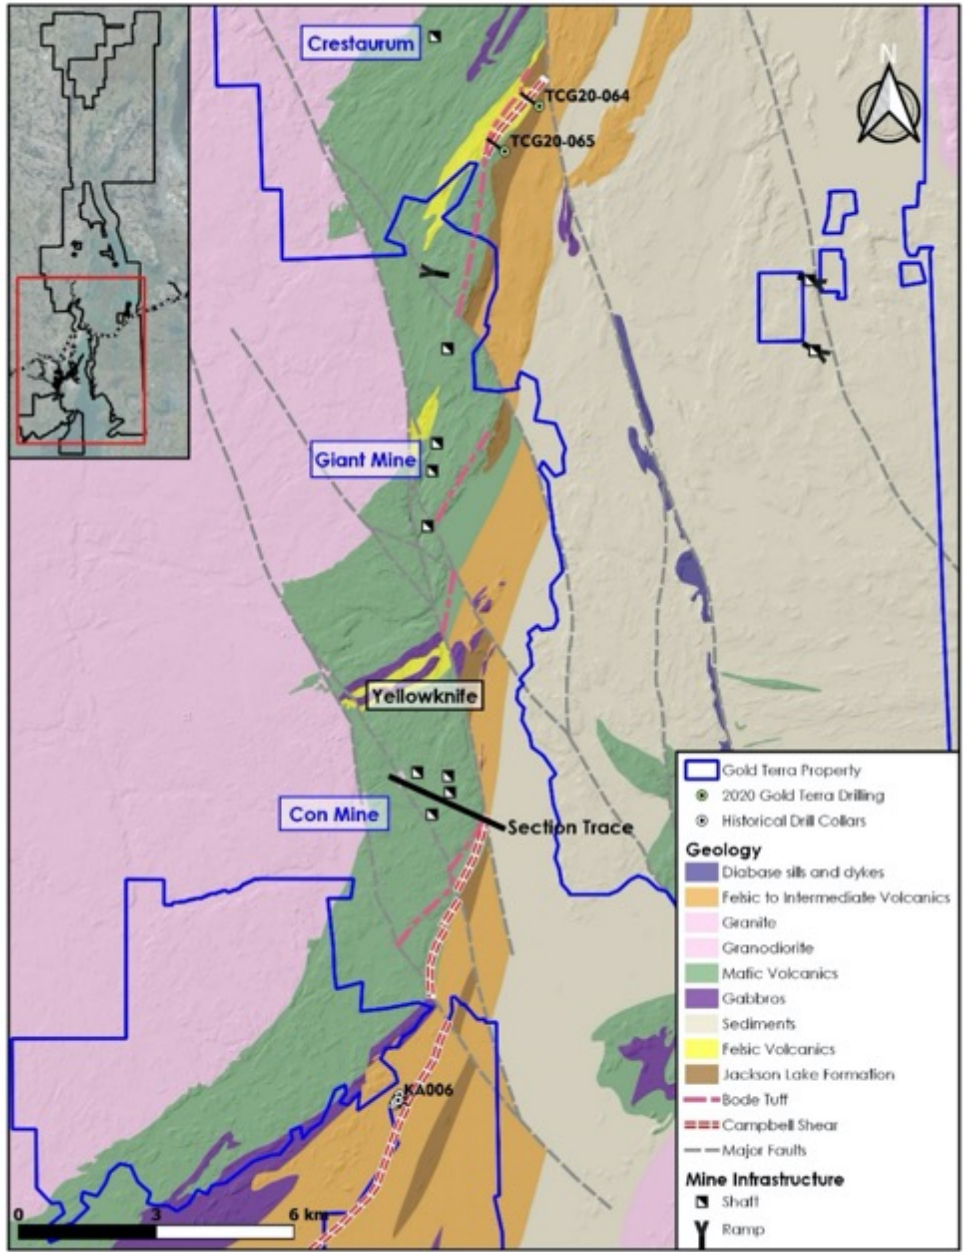 Crestaurum
N
TCG20-064
TCG20-065
Giant Mine
Yellowknife
Con Mine
Section Trace
KA006
0 3 6 km
Gold Terra Property
2020 Gold Terra Drilling
Historical Drill Collars
Geology
Diabase sills and dykes
Felsic to Intermediate Volcanics
Granite
Granodiorite
Mafic Volcanics
Gabbros
Sediments
Felsic Volcanics
Jackson Lake Formation
Bode Tuff
Campbell Shear
Major Faults
Mine Infrastructure
Shaft
Ramp